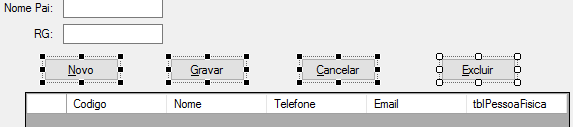 Nome Pai:
RG:
Novo Gravar Cancelar Excluir
Codigo Nome Telefone Email tblPessoaFisica